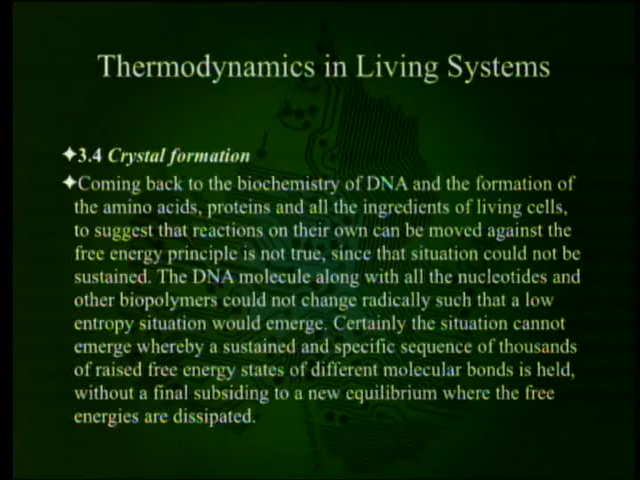 Thermodynamics in Living Systems
✦3.4 Crystal formation
✦Coming back to the biochemistry of DNA and the formation of
the amino acids, proteins and all the ingredients of living cells,
to suggest that reactions on their own can be moved against the
free energy principle is not true, since that situation could not be
sustained. The DNA molecule along with all the nucleotides and
other biopolymers could not change radically such that a low
entropy situation would emerge. Certainly the situation cannot
emerge whereby a sustained and specific sequence of thousands
of raised free energy states of different molecular bonds is held,
without a final subsiding to a new equilibrium where the free
energies are dissipated.